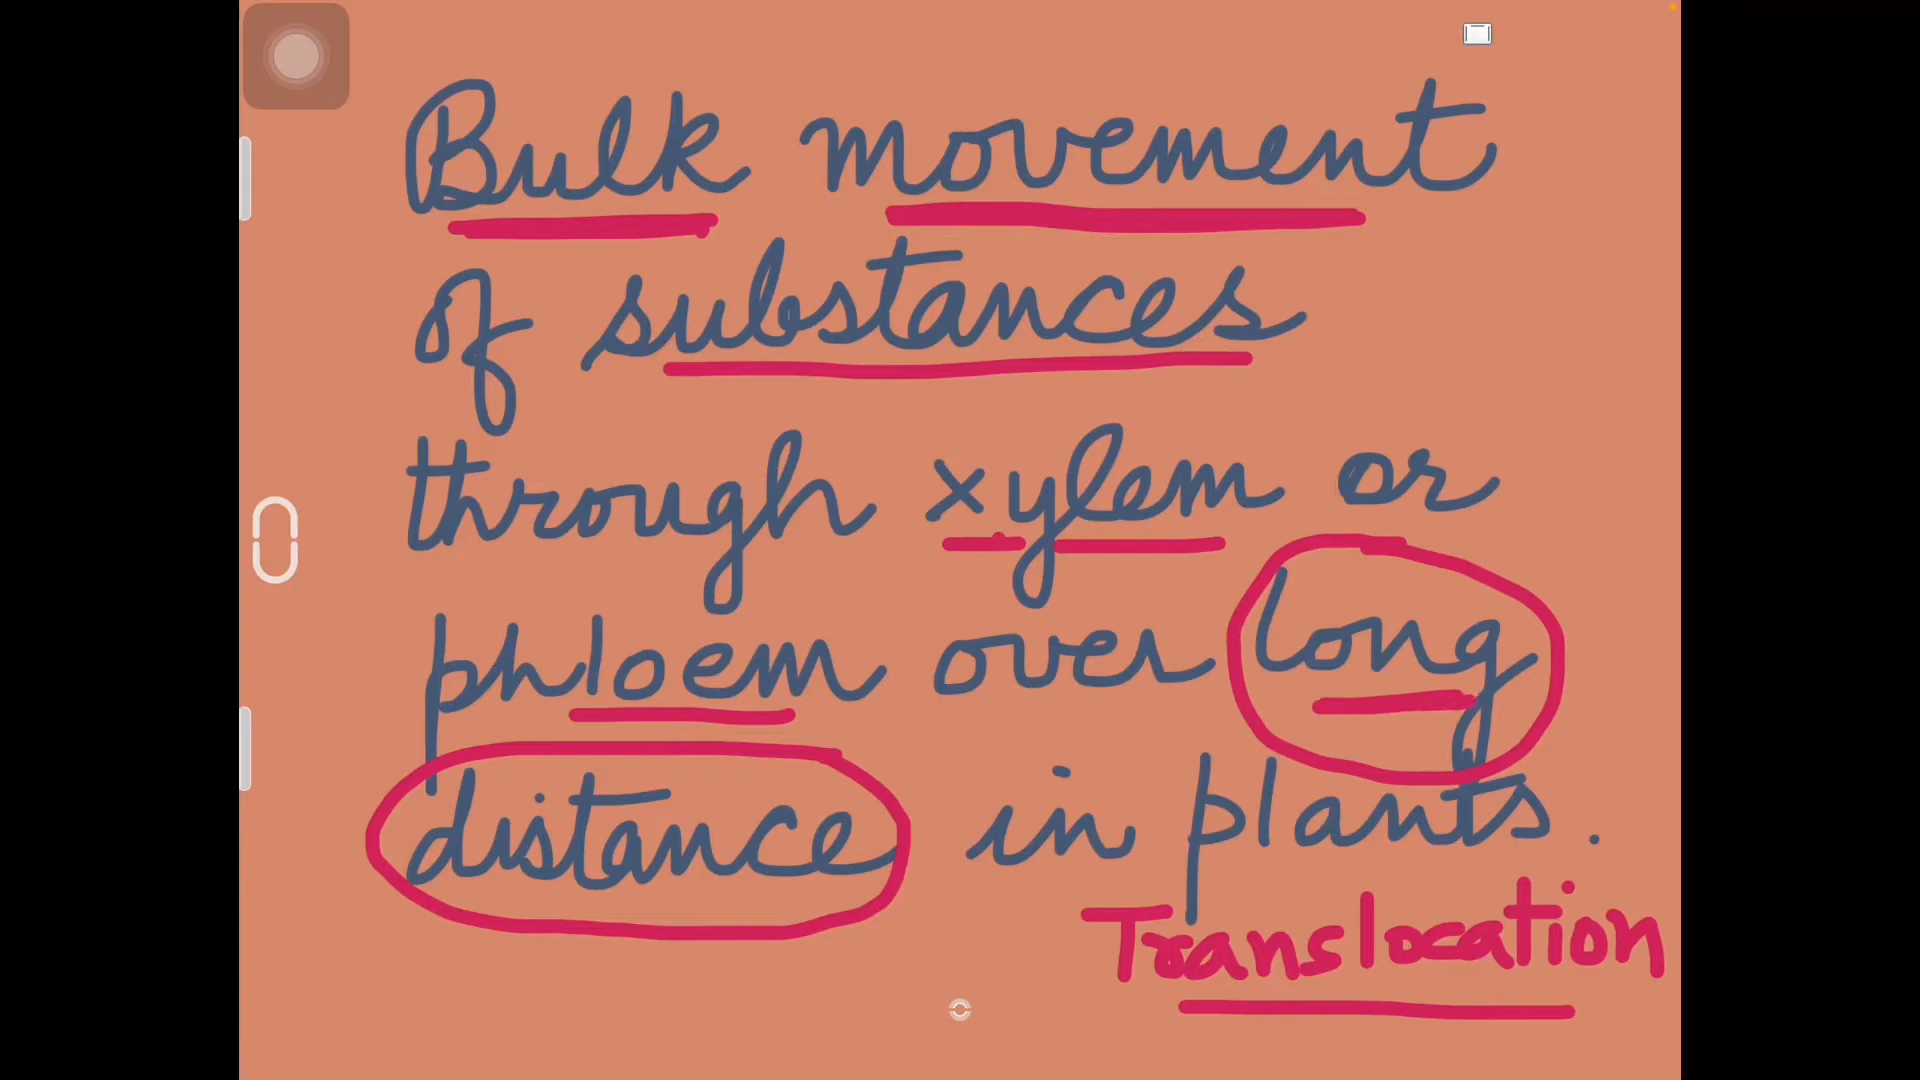 Bulk movement
of substances
through xylem or
phloem over long
distance in plants.
Translocation